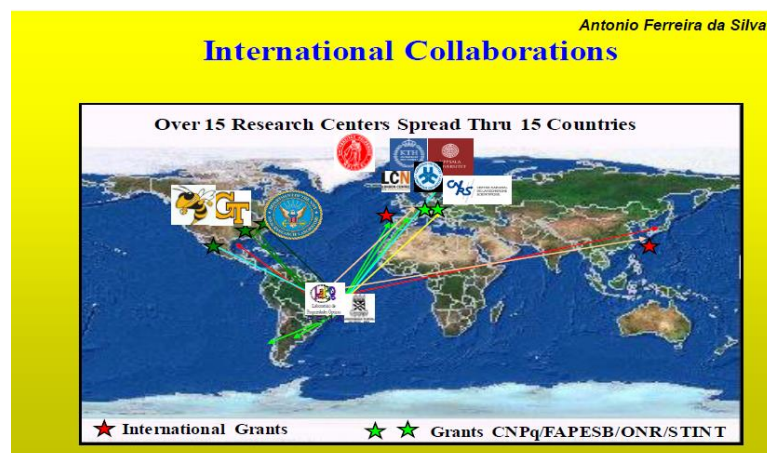 Antonio Ferreira da Silva
International Collaborations
Over 15 Research Centers Spread Thru 15 Countries
KTH
LCN
GT
International Grants
Grants CNPq/FAPESB/ONR/STINT